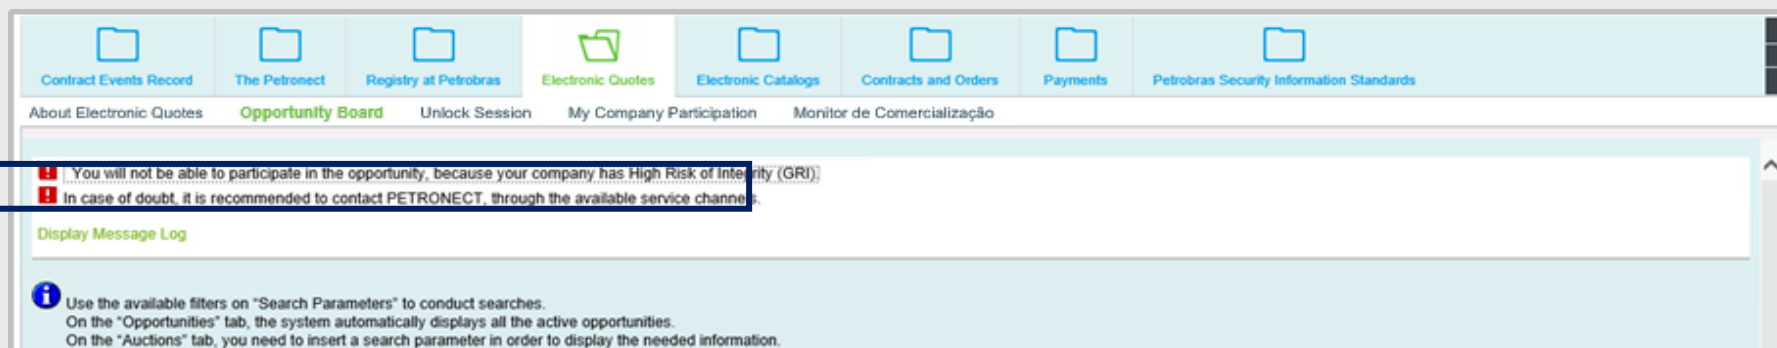 Contract Events Record
The Petronect
Registry at Petrobras
Electronic Quotes
Electronic Catalogs
Contracts and Orders
Payments
Petrobras Security Information Standards
About Electronic Quotes
Opportunity Board
Unlock Session
My Company Participation
Monitor de Comercialização
You will not be able to participate in the opportunity, because your company has High Risk of Integrity (GRI).
In case of doubt, it is recommended to contact PETRONECT, through the available service channels.
Display Message Log
Use the available filters on "Search Parameters" to conduct searches.
On the "Opportunities" tab, the system automatically displays all the active opportunities.
On the "Auctions" tab, you need to insert a search parameter in order to display the needed information.